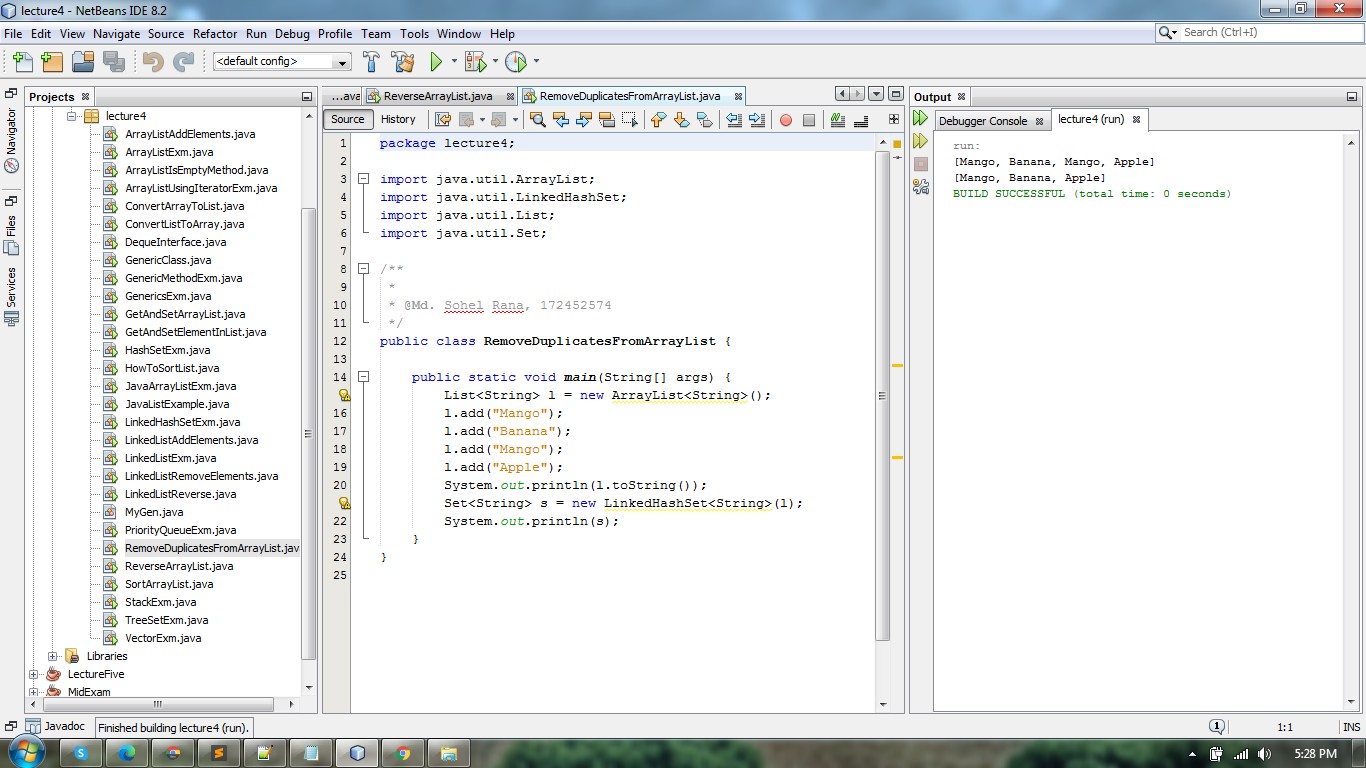 lecture4 - NetBeans IDE 8.2
File Edit View Navigate Source Refactor Run Debug Profile Team Tools Window Help
Search (Ctrl+I)
<default config>
Navigator
Files
Services
Projects
lecture4
ArrayListAddElements.java
ArrayListExm.java
ArrayListIsEmptyMethod.java
ArrayListUsingIteratorExm.java
ConvertArrayToList.java
ConvertListToArray.java
DequeInterface.java
GenericClass.java
GenericMethodExm.java
GenericsExm.java
GetAndSetArrayList.java
GetAndSetElementInList.java
HashSetExm.java
HowToSortList.java
JavaArrayListExm.java
JavaListExample.java
LinkedHashSetExm.java
LinkedListAddElements.java
LinkedListExm.java
LinkedListRemoveElements.java
LinkedListReverse.java
MyGen.java
PriorityQueueExm.java
RemoveDuplicatesFromArrayList.jav
ReverseArrayList.java
SortArrayList.java
StackExm.java
TreeSetExm.java
VectorExm.java
Libraries
LectureFive
MidExam
...ava ReverseArrayList.java RemoveDuplicatesFromArrayList.java
Source History
1 package lecture4;
2
3 import java.util.ArrayList;
4 import java.util.LinkedHashSet;
5 import java.util.List;
6 import java.util.Set;
7
8 /**
9 *
10 * @Md. Sohel Rana, 172452574
11 */
12 public class RemoveDuplicatesFromArrayList {
13
14 public static void main(String[] args) {
List<String> l = new ArrayList<String>();
16 l.add("Mango");
17 l.add("Banana");
18 l.add("Mango");
19 l.add("Apple");
20 System.out.println(l.toString());
Set<String> s = new LinkedHashSet<String>(l);
22 System.out.println(s);
23 }
24 }
25
Output
Debugger Console lecture4 (run)
run:
[Mango, Banana, Mango, Apple]
[Mango, Banana, Apple]
BUILD SUCCESSFUL (total time: 0 seconds)
Javadoc Finished building lecture4 (run).
1 1:1 INS
5:28 PM